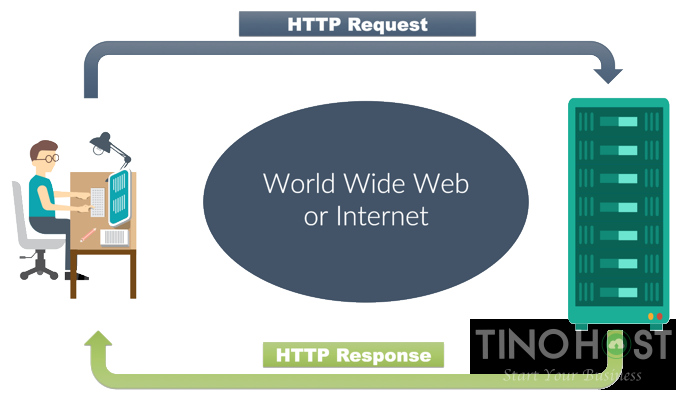 HTTP Request
World Wide Web
or Internet
HTTP Response
TINOHOST
Start Your Business